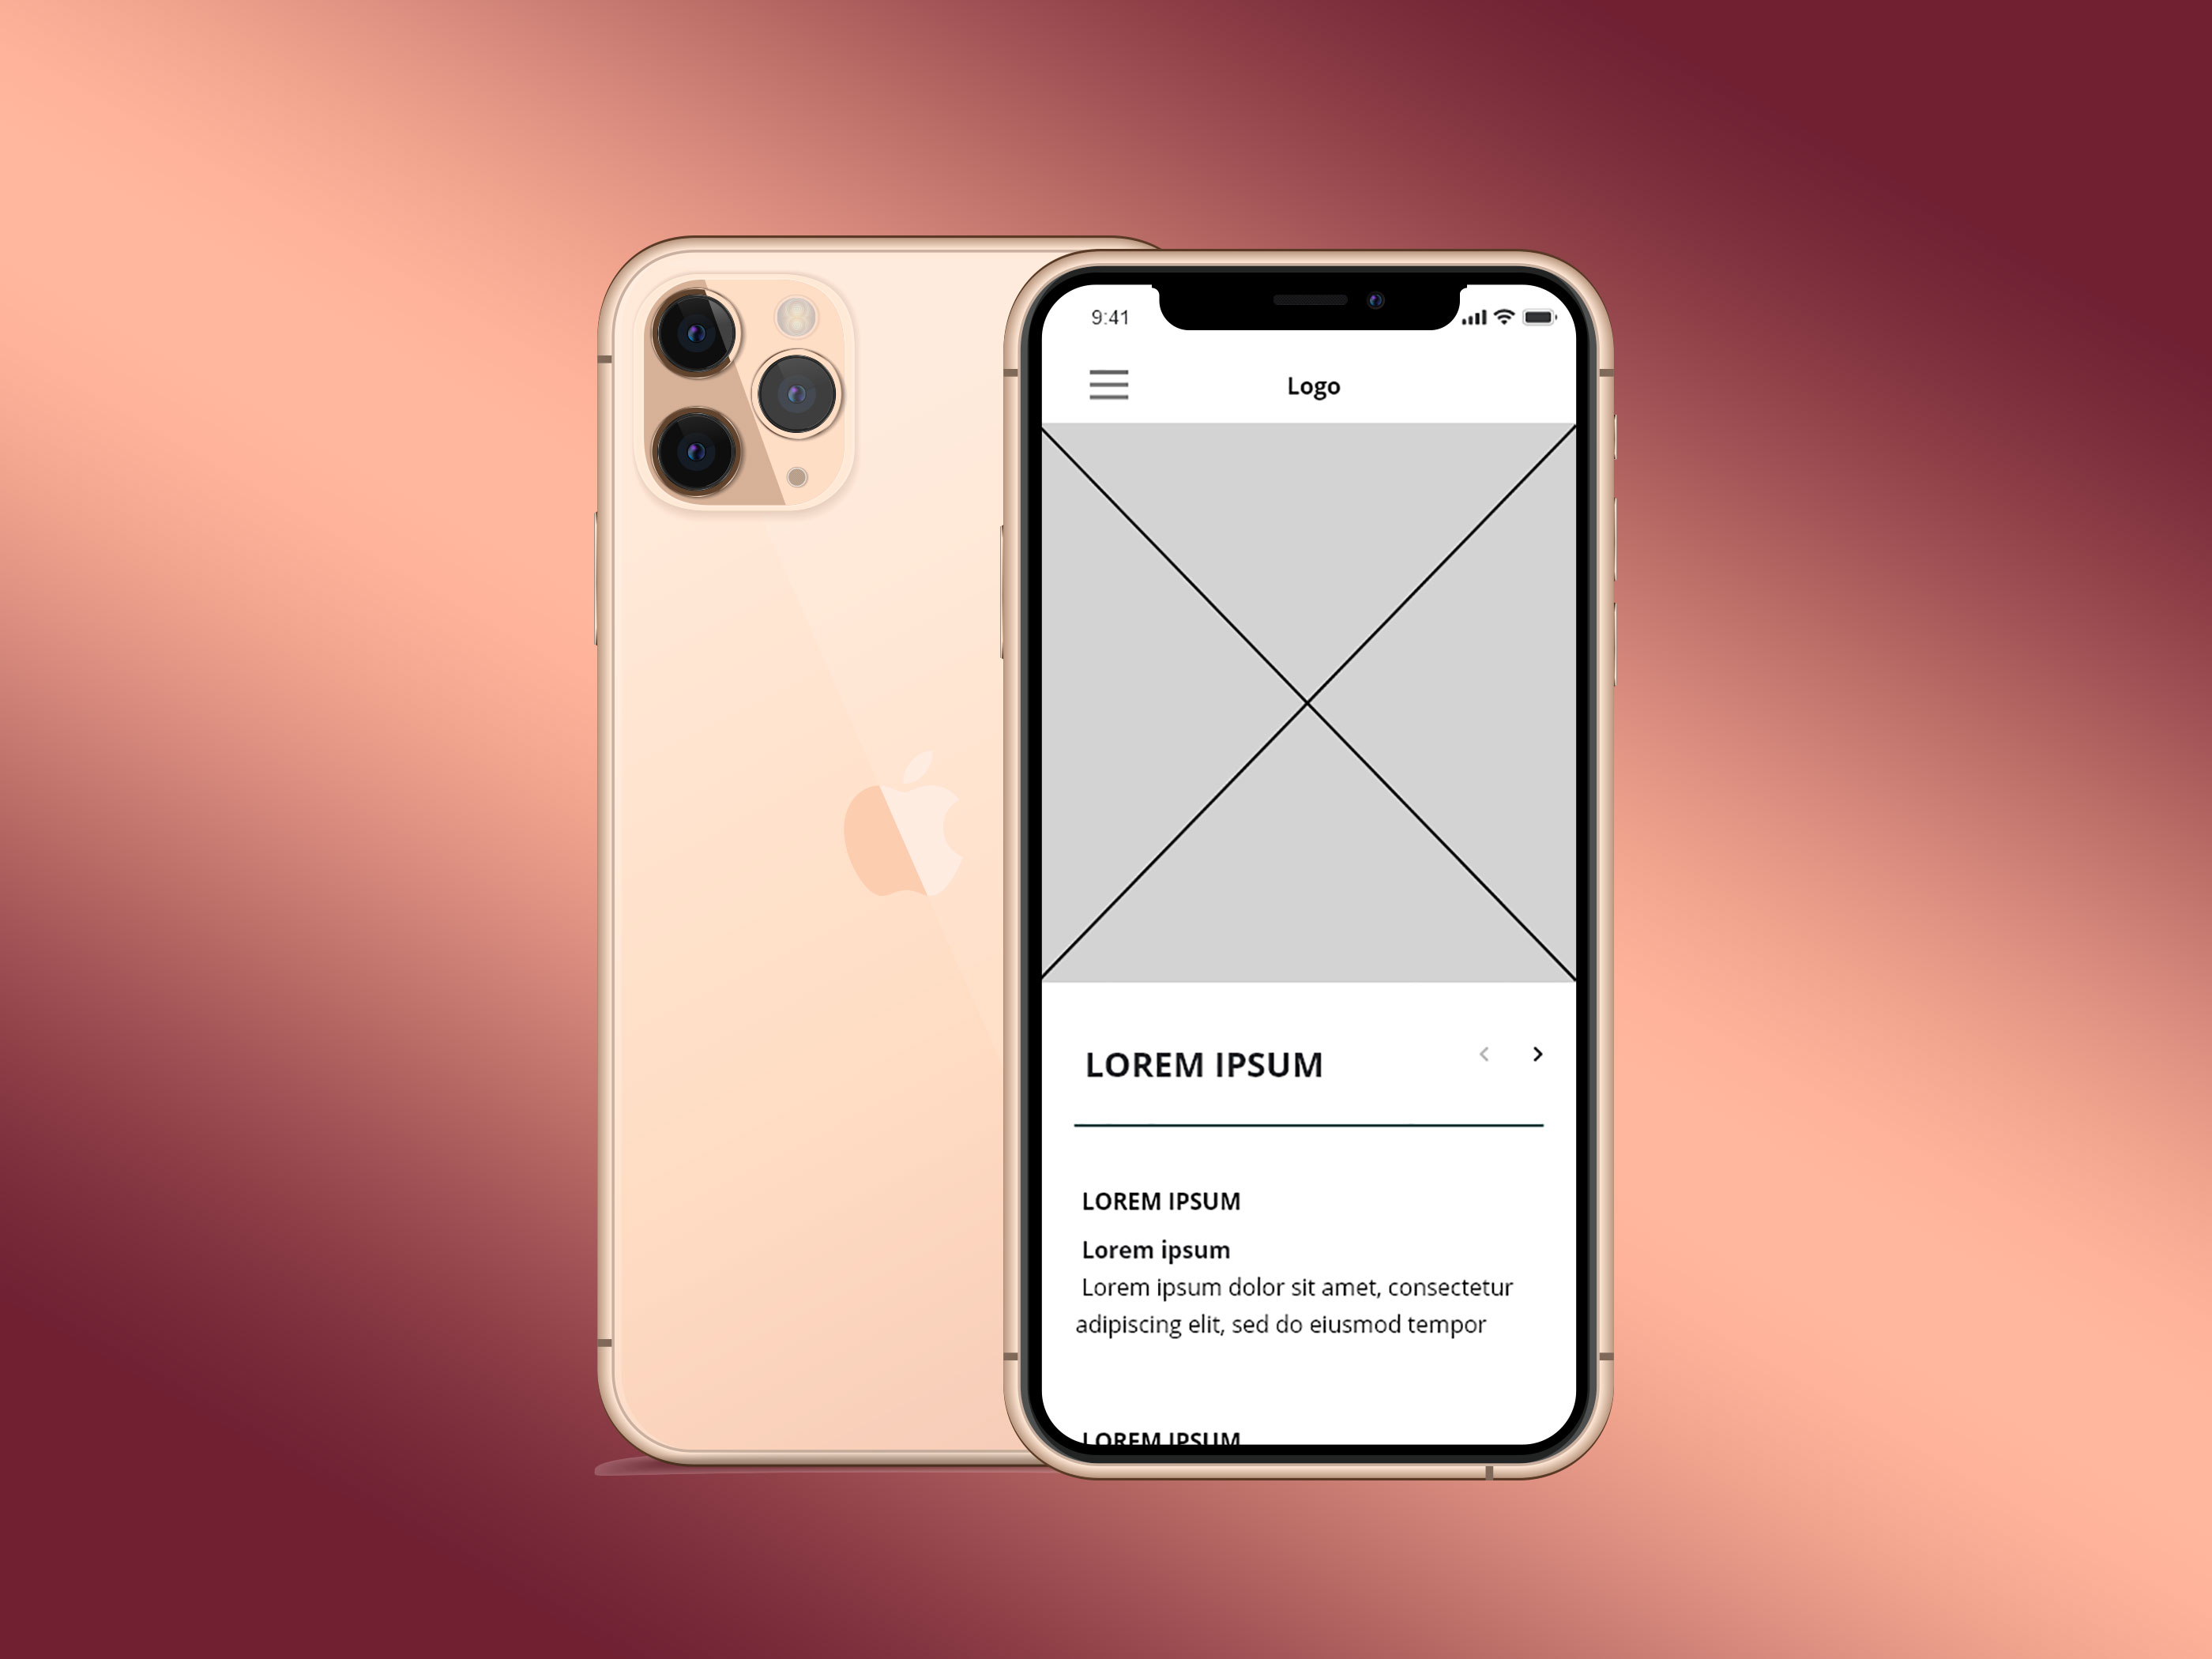 9:41
Logo
LOREM IPSUM
LOREM IPSUM
Lorem ipsum
Lorem ipsum dolor sit amet, consectetur
adipiscing elit, sed do eiusmod tempor
LOREM IPSUM